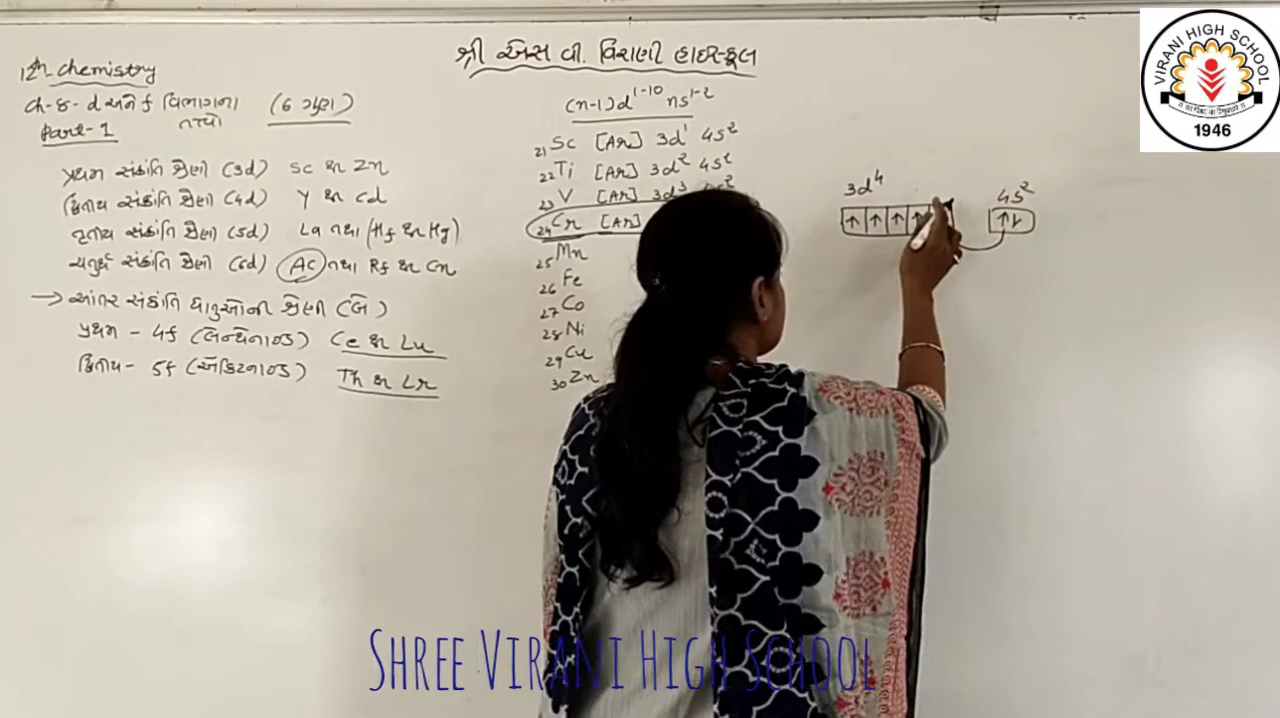 શ્રી એસ વી. વિરાણી હાઇસ્કૂલ
12th Chemistry
Ch-8-d અને f વિભાગના તત્વો (6 ગુણ)
Part-1
પ્રથમ સંક્રાંતિ શ્રેણી (3d) Sc થી Zn
દ્વિતીય સંક્રાંતિ શ્રેણી (4d) Y થી Cd
તૃતીય સંક્રાંતિ શ્રેણી (5d) La તથા (Hf થી Hg)
ચતુર્થ સંક્રાંતિ શ્રેણી (6d) Ac તથા Rf થી Cn
→ આંતર સંક્રાંતિ ધાતુઓની શ્રેણી (બે)
પ્રથમ - 4f (લેન્થેનાઇડ) Ce થી Lu
દ્વિતીય - 5f (એક્ટિનાઇડ) Th થી Lr
(n-1)d¹⁻¹⁰ ns¹⁻²
₂₁Sc [Ar] 3d¹ 4s²
₂₂Ti [Ar] 3d² 4s²
₂₃V [Ar] 3d³ 4s²
₂₄Cr [Ar]
₂₅Mn
₂₆Fe
₂₇Co
₂₈Ni
₂₉Cu
₃₀Zn
3d⁴ 4s²
↑ ↑ ↑ ↑ ↑↓
VIRANI HIGH SCHOOL
1946
SHREE VIRANI HIGH SCHOOL